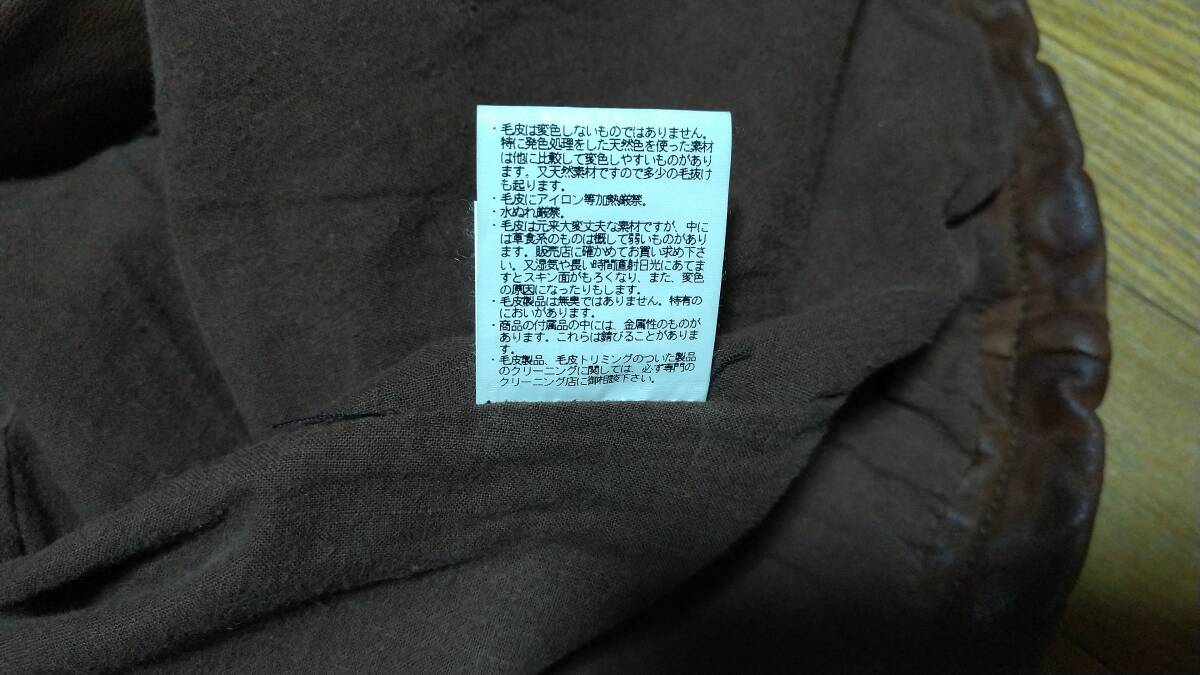 ・毛皮は変色しないものではありません。
特に発色処理をした天然色を使った素材
は他に比較して変色しやすいものがあり
ます。又天然素材ですので多少の毛抜け
も起ります。
・毛皮にアイロン等加熱厳禁。
・水ぬれ厳禁。
・毛皮は元来大変丈夫な素材ですが、中に
は草食系のものは概して弱いものがあり
ます。販売店に確かめてお買い求め下さ
い。又湿気や長い時間直射日光にあてま
すとスキン面がもろくなり、また、変色
の原因になったりもします。
・毛皮製品は無臭ではありません。特有の
においがあります。
・商品の付属品の中には、金属性のものが
あります。これらは錆びることがありま
す。
・毛皮製品、毛皮トリミングのついた製品
のクリーニングに関しては、必ず専門の
クリーニング店に御相談下さい。